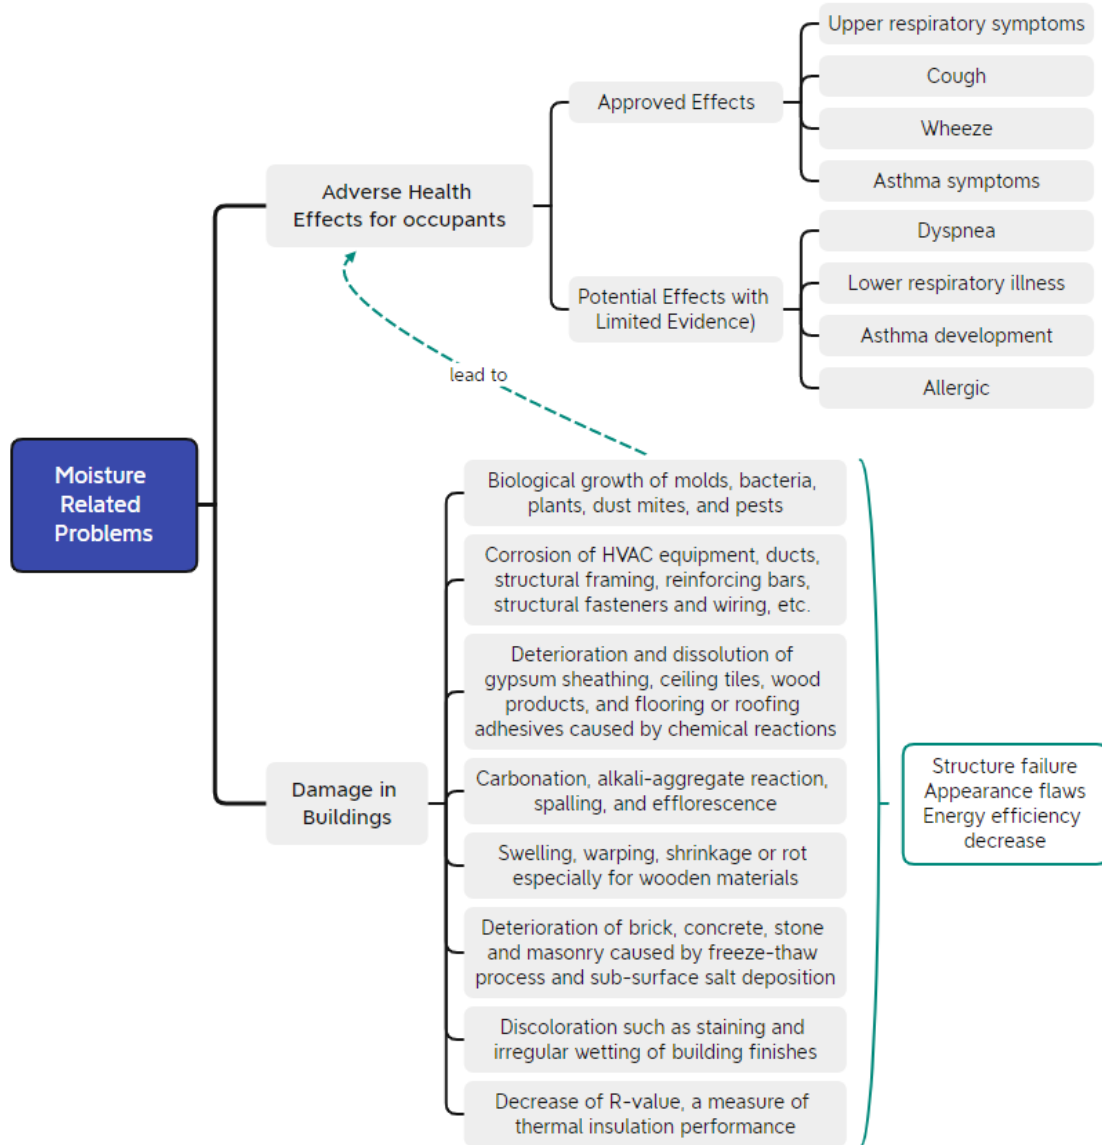 Moisture
Related
Problems
Adverse Health
Effects for occupants
Approved Effects
Upper respiratory symptoms
Cough
Wheeze
Asthma symptoms
Potential Effects with
Limited Evidence)
Dyspnea
Lower respiratory illness
Asthma development
Allergic
lead to
Damage in
Buildings
Biological growth of molds, bacteria,
plants, dust mites, and pests
Corrosion of HVAC equipment, ducts,
structural framing, reinforcing bars,
structural fasteners and wiring, etc.
Deterioration and dissolution of
gypsum sheathing, ceiling tiles, wood
products, and flooring or roofing
adhesives caused by chemical reactions
Carbonation, alkali-aggregate reaction,
spalling, and efflorescence
Swelling, warping, shrinkage or rot
especially for wooden materials
Deterioration of brick, concrete, stone
and masonry caused by freeze-thaw
process and sub-surface salt deposition
Discoloration such as staining and
irregular wetting of building finishes
Decrease of R-value, a measure of
thermal insulation performance
Structure failure
Appearance flaws
Energy efficiency
decrease